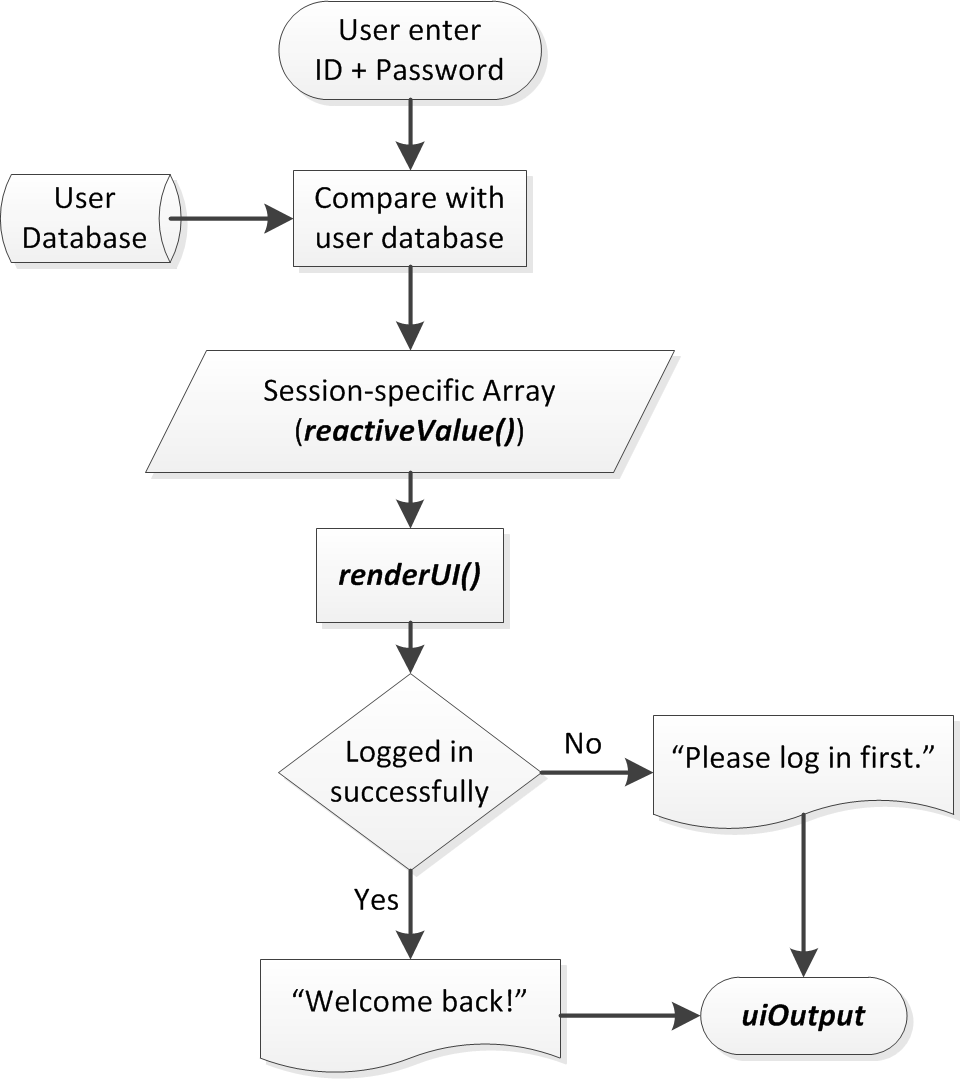 User enter
ID + Password
User
Database
Compare with
user database
Session-specific Array
(reactiveValue())
renderUI()
Logged in
successfully
No
“Please log in first.”
Yes
“Welcome back!”
uiOutput